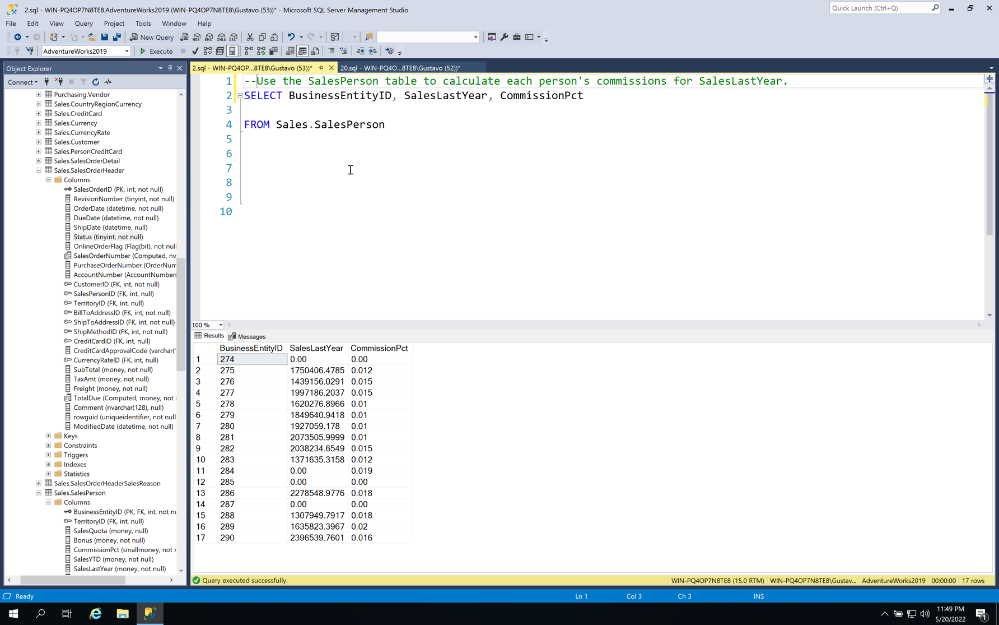 2.sql - WIN-PQ4OP7N8TE8.AdventureWorks2019 (WIN-PQ4OP7N8TE8\Gustavo (53))* - Microsoft SQL Server Management Studio
Quick Launch (Ctrl+Q)
File Edit View Query Project Tools Window Help
New Query MDX DMX XMLA DAX
AdventureWorks2019 Execute
Object Explorer
2.sql - WIN-PQ4OP...8TE8\Gustavo (53))*
20.sql - WIN-PQ4O...8TE8\Gustavo (52))*
Connect
Purchasing.Vendor
Sales.CountryRegionCurrency
Sales.CreditCard
Sales.Currency
Sales.CurrencyRate
Sales.Customer
Sales.PersonCreditCard
Sales.SalesOrderDetail
Sales.SalesOrderHeader
Columns
SalesOrderID (PK, int, not null)
RevisionNumber (tinyint, not null)
OrderDate (datetime, not null)
DueDate (datetime, not null)
ShipDate (datetime, null)
Status (tinyint, not null)
OnlineOrderFlag (Flag(bit), not null
SalesOrderNumber (Computed, nv
PurchaseOrderNumber (OrderNum
AccountNumber (AccountNumber(
CustomerID (FK, int, not null)
SalesPersonID (FK, int, null)
TerritoryID (FK, int, null)
BillToAddressID (FK, int, not null)
ShipToAddressID (FK, int, not null)
ShipMethodID (FK, int, not null)
CreditCardID (FK, int, null)
CreditCardApprovalCode (varchar(
CurrencyRateID (FK, int, null)
SubTotal (money, not null)
TaxAmt (money, not null)
Freight (money, not null)
TotalDue (Computed, money, not
Comment (nvarchar(128), null)
rowguid (uniqueidentifier, not null
ModifiedDate (datetime, not null)
Keys
Constraints
Triggers
Indexes
Statistics
Sales.SalesOrderHeaderSalesReason
Sales.SalesPerson
Columns
BusinessEntityID (PK, FK, int, not nu
TerritoryID (FK, int, null)
SalesQuota (money, null)
Bonus (money, not null)
CommissionPct (smallmoney, not
SalesYTD (money, not null)
SalesLastYear (money, not null)
1 --Use the SalesPerson table to calculate each person's commissions for SalesLastYear.
2 SELECT BusinessEntityID, SalesLastYear, CommissionPct
3
4 FROM Sales.SalesPerson
5
6
7
8
9
10
100 %
Results Messages
BusinessEntityID SalesLastYear CommissionPct
1 274 0.00 0.00
2 275 1750406.4785 0.012
3 276 1439156.0291 0.015
4 277 1997186.2037 0.015
5 278 1620276.8966 0.01
6 279 1849640.9418 0.01
7 280 1927059.178 0.01
8 281 2073505.9999 0.01
9 282 2038234.6549 0.015
10 283 1371635.3158 0.012
11 284 0.00 0.019
12 285 0.00 0.00
13 286 2278548.9776 0.018
14 287 0.00 0.00
15 288 1307949.7917 0.018
16 289 1635823.3967 0.02
17 290 2396539.7601 0.016
Query executed successfully.
WIN-PQ4OP7N8TE8 (15.0 RTM) WIN-PQ4OP7N8TE8\Gustav... AdventureWorks2019 00:00:00 17 rows
Ready Ln 1 Col 3 Ch 3 INS
11:49 PM
5/20/2022
1